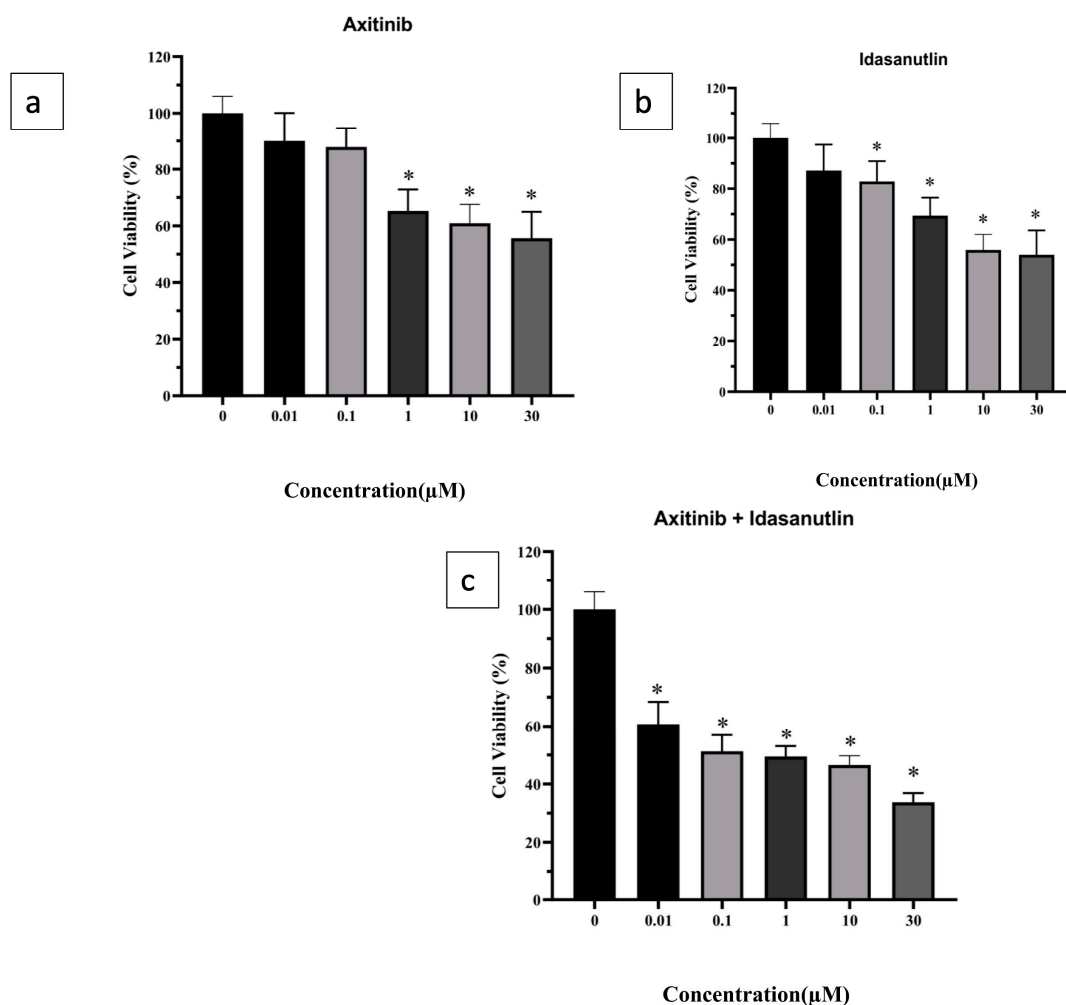 Axitinib
a
Cell Viability (%)
120
100
80
60
40
20
0
*
*
*
0 0.01 0.1 1 10 30
Concentration(µM)
Idasanutlin
b
Cell Viability (%)
120
100
80
60
40
20
0
*
*
*
*
0 0.01 0.1 1 10 30
Concentration(µM)
Axitinib + Idasanutlin
c
Cell Viability (%)
120
100
80
60
40
20
0
*
*
*
*
*
0 0.01 0.1 1 10 30
Concentration(µM)